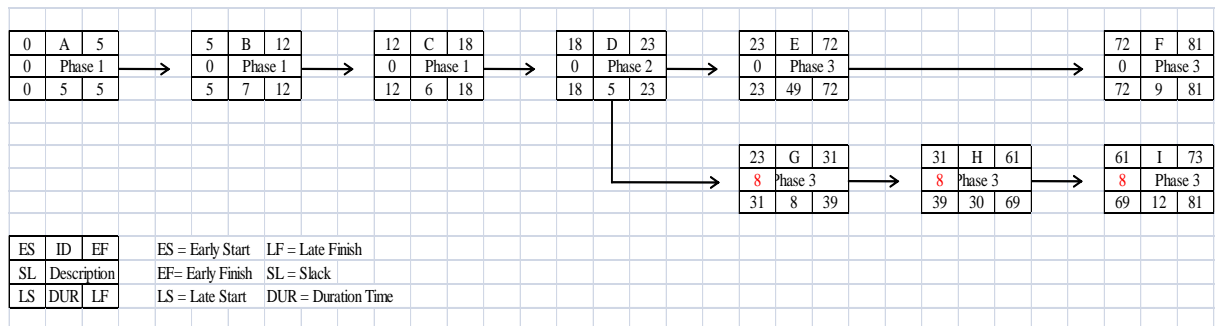 0 A 5 5 B 12 12 C 18 18 D 23 23 E 72 72 F 81
0 Phase 1 0 Phase 1 0 Phase 1 0 Phase 2 0 Phase 3 0 Phase 3
0 5 5 5 7 12 12 6 18 18 5 23 23 49 72 72 9 81
23 G 31 31 H 61 61 I 73
8 Phase 3 8 Phase 3 8 Phase 3
31 8 39 39 30 69 69 12 81
ES ID EF ES = Early Start LF = Late Finish
SL Description EF= Early Finish SL = Slack
LS DUR LF LS = Late Start DUR = Duration Time